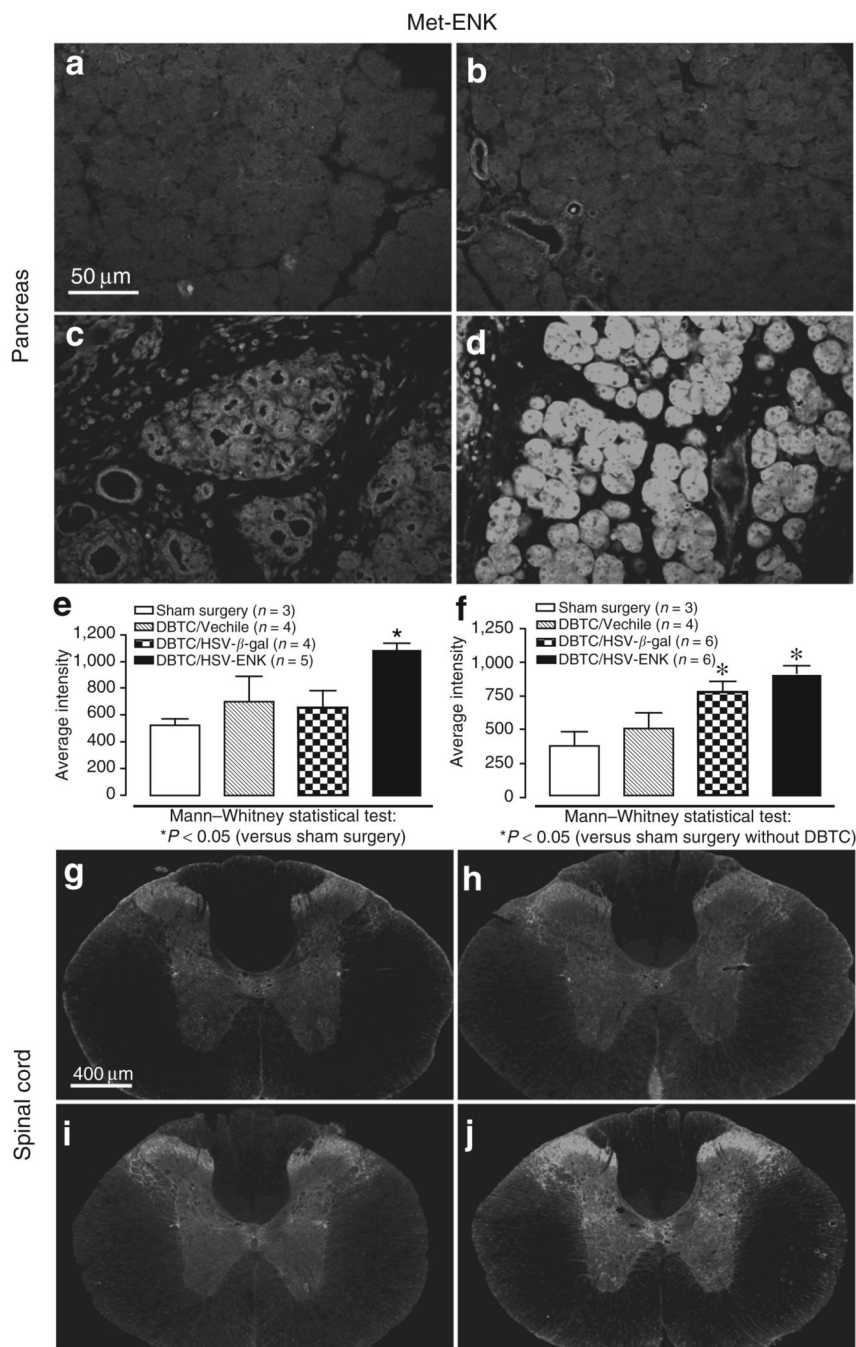 Met-ENK
a
b
Pancreas
50 μm
c
d
e
Sham surgery (n = 3)
DBTC/Vechile (n = 4)
DBTC/HSV-β-gal (n = 4)
DBTC/HSV-ENK (n = 5)
1,200
1,000
800
600
400
200
0
Average intensity
*
Mann–Whitney statistical test:
*P < 0.05 (versus sham surgery)
f
Sham surgery (n = 3)
DBTC/Vehicle (n = 4)
DBTC/HSV-β-gal (n = 6)
DBTC/HSV-ENK (n = 6)
1,250
1,000
750
500
250
0
Average intensity
*
*
Mann–Whitney statistical test:
*P < 0.05 (versus sham surgery without DBTC)
g
h
Spinal cord
400 μm
i
j